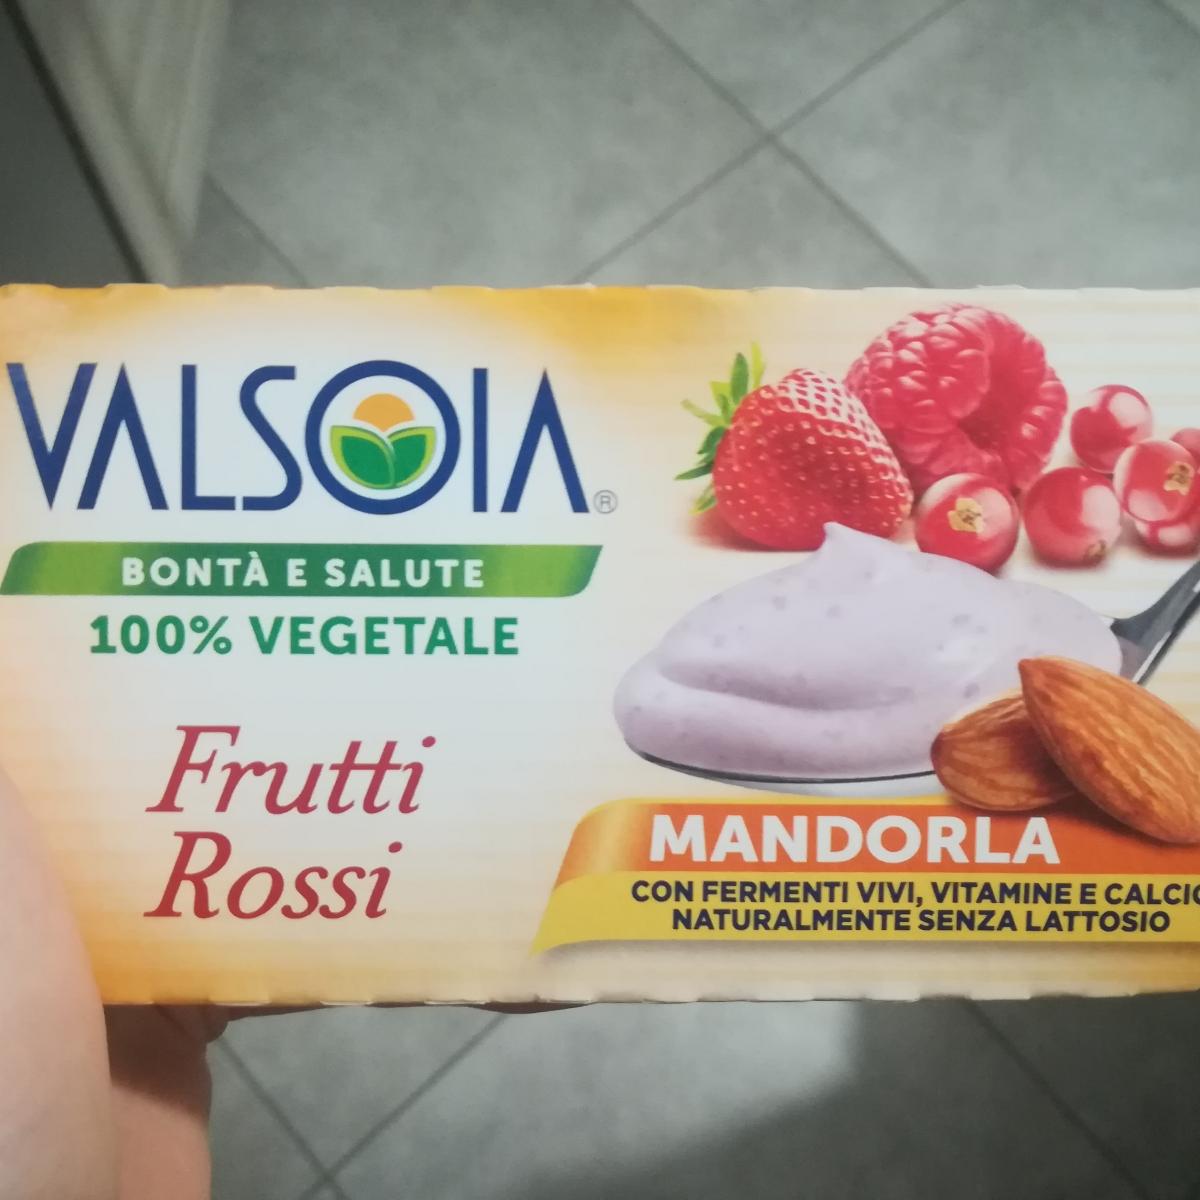 VALSOIA®
BONTÀ E SALUTE
100% VEGETALE
Frutti
Rossi
MANDORLA
CON FERMENTI VIVI, VITAMINE E CALCIO
NATURALMENTE SENZA LATTOSIO